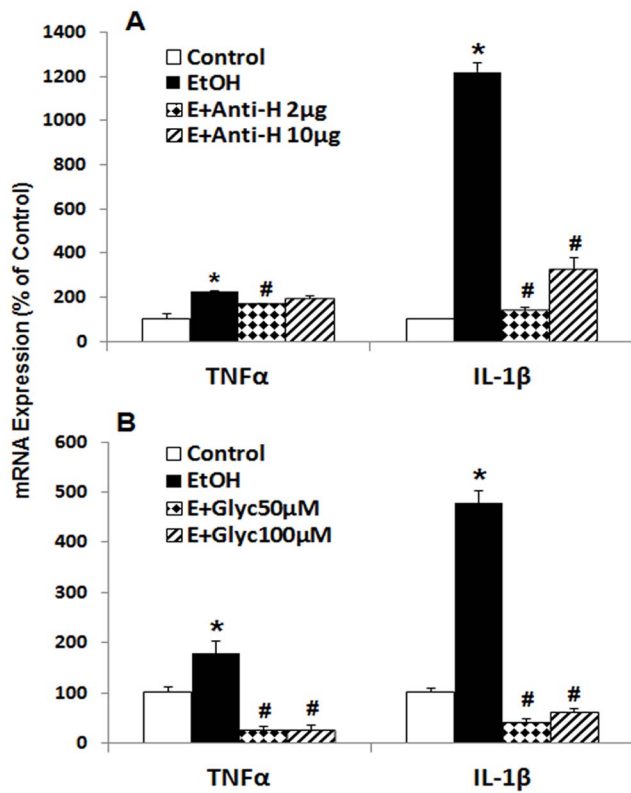 mRNA Expression (% of Control)
A
1400
1200
1000
800
600
400
200
0
Control
EtOH
E+Anti-H 2µg
E+Anti-H 10µg
*
#
*
#
#
TNFα
IL-1β
B
600
500
400
300
200
100
0
Control
EtOH
E+Glyc50µM
E+Glyc100µM
*
#
#
*
#
#
TNFα
IL-1β